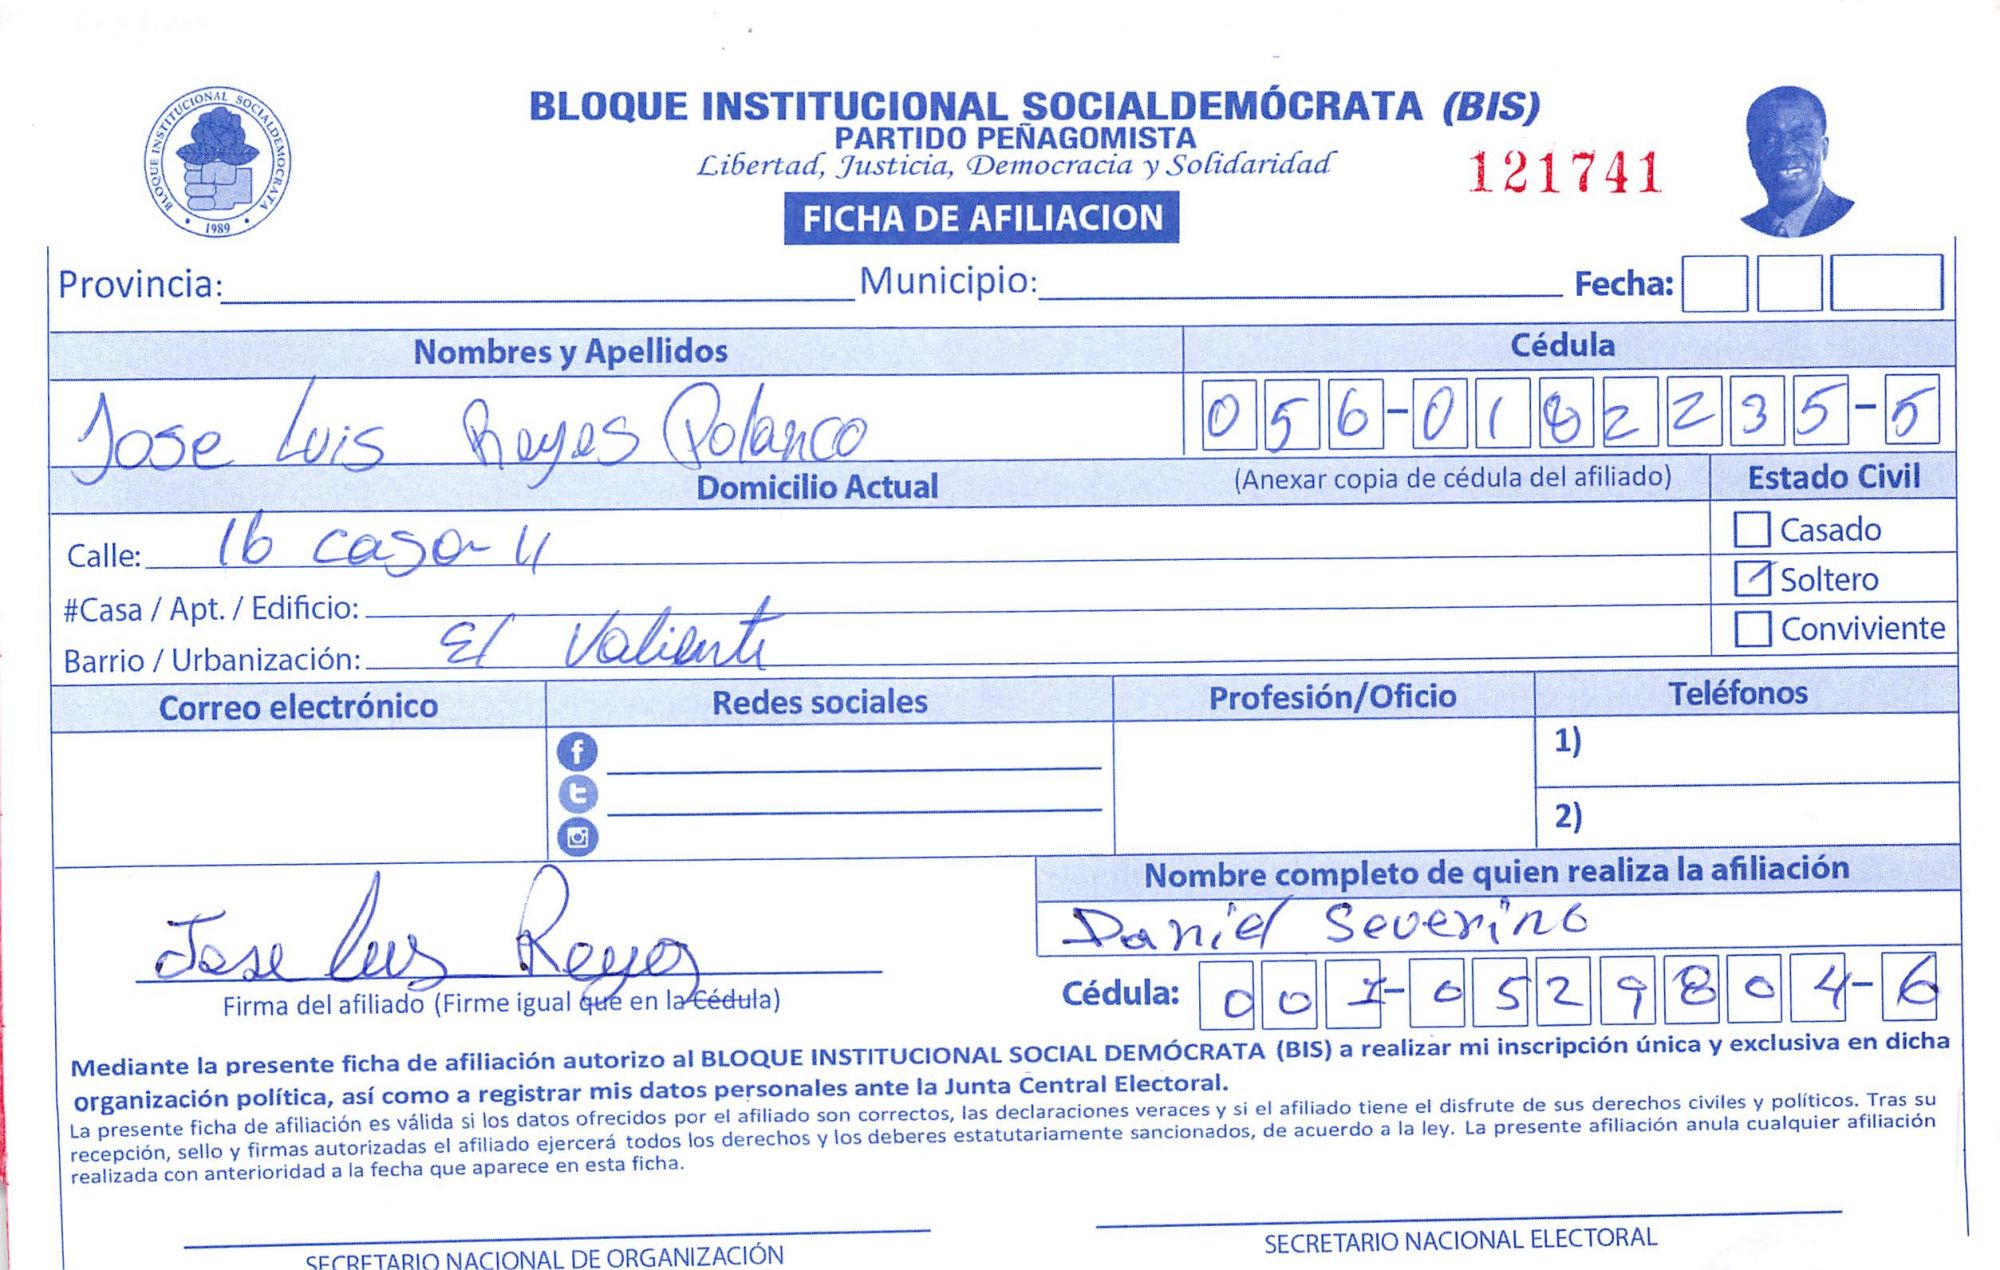 BLOQUE INSTITUCIONAL SOCIALDEMOCRATA
1989
BLOQUE INSTITUCIONAL SOCIALDEMÓCRATA (BIS)
PARTIDO PEÑAGOMISTA
Libertad, Justicia, Democracia y Solidaridad
121741
FICHA DE AFILIACION
Provincia: Municipio: Fecha:
Nombres y Apellidos Cédula
Jose Luis Reyes Polanco 056-0182235-5
Domicilio Actual (Anexar copia de cédula del afiliado) Estado Civil
Calle: 16 casa 4 Casado
Soltero
#Casa / Apt. / Edificio:
Barrio / Urbanización: El Valiente Conviviente
Correo electrónico Redes sociales Profesión/Oficio Teléfonos
1)
2)
Nombre completo de quien realiza la afiliación
Daniel Severino
Jose Luis Reyes
Firma del afiliado (Firme igual que en la Cédula) Cédula: 001-0529804-6
Mediante la presente ficha de afiliación autorizo al BLOQUE INSTITUCIONAL SOCIAL DEMÓCRATA (BIS) a realizar mi inscripción única y exclusiva en dicha
organización política, así como a registrar mis datos personales ante la Junta Central Electoral.
La presente ficha de afiliación es válida si los datos ofrecidos por el afiliado son correctos, las declaraciones veraces y si el afiliado tiene el disfrute de sus derechos civiles y políticos. Tras su
recepción, sello y firmas autorizadas el afiliado ejercerá todos los derechos y los deberes estatutariamente sancionados, de acuerdo a la ley. La presente afiliación anula cualquier afiliación
realizada con anterioridad a la fecha que aparece en esta ficha.
SECRETARIO NACIONAL DE ORGANIZACIÓN SECRETARIO NACIONAL ELECTORAL